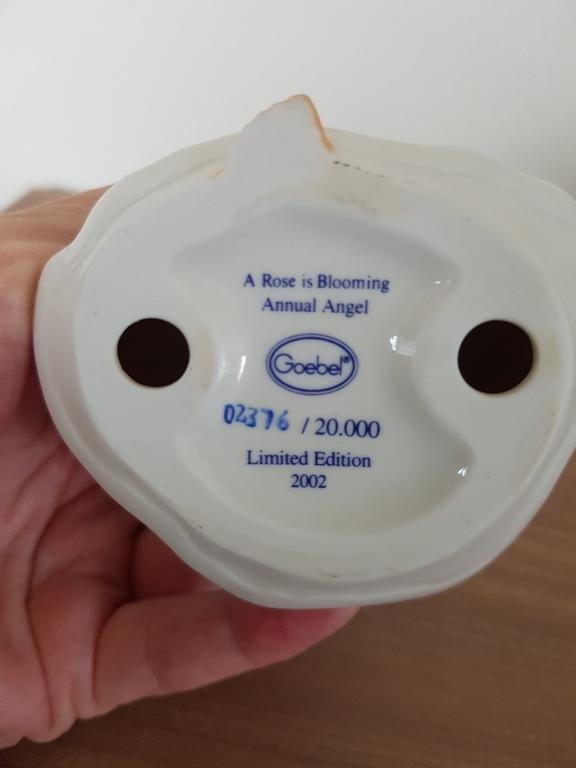 A Rose is Blooming
Annual Angel
Goebel®
02376 / 20.000
Limited Edition
2002